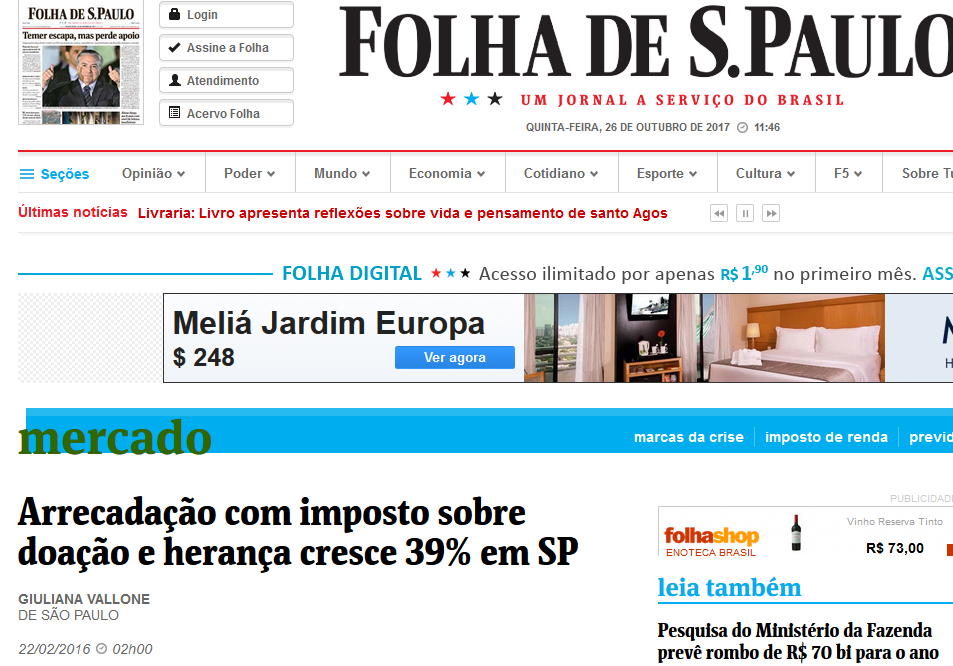 FOLHA DE S.PAULO
Temer escapa, mas perde apoio
Login
Assine a Folha
Atendimento
Acervo Folha
FOLHA DE S.PAULO
UM JORNAL A SERVIÇO DO BRASIL
QUINTA-FEIRA, 26 DE OUTUBRO DE 2017 11:46
Seções Opinião Poder Mundo Economia Cotidiano Esporte Cultura F5 Sobre Tu
Últimas notícias Livraria: Livro apresenta reflexões sobre vida e pensamento de santo Agos
FOLHA DIGITAL Acesso ilimitado por apenas R$ 1,90 no primeiro mês. ASS
Meliá Jardim Europa
$ 248
Ver agora
mercado
marcas da crise imposto de renda previd
Arrecadação com imposto sobre
doação e herança cresce 39% em SP
GIULIANA VALLONE
DE SÃO PAULO
22/02/2016 02h00
PUBLICIDAD
folhashop
ENOTECA BRASIL
Vinho Reserva Tinto
R$ 73,00
leia também
Pesquisa do Ministério da Fazenda
prevê rombo de R$ 70 bi para o ano